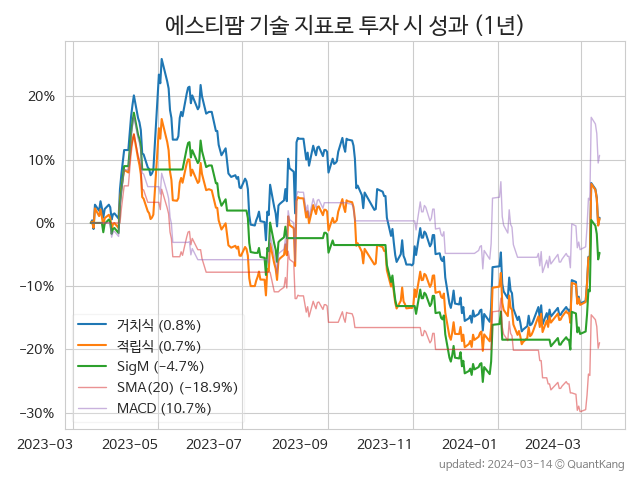 에스티팜 기술 지표로 투자 시 성과 (1년)
20%
10%
0%
−10%
−20%
−30%
거치식 (0.8%)
적립식 (0.7%)
SigM (−4.7%)
SMA(20) (−18.9%)
MACD (10.7%)
2023-03 2023-05 2023-07 2023-09 2023-11 2024-01 2024-03
updated: 2024-03-14 © QuantKang